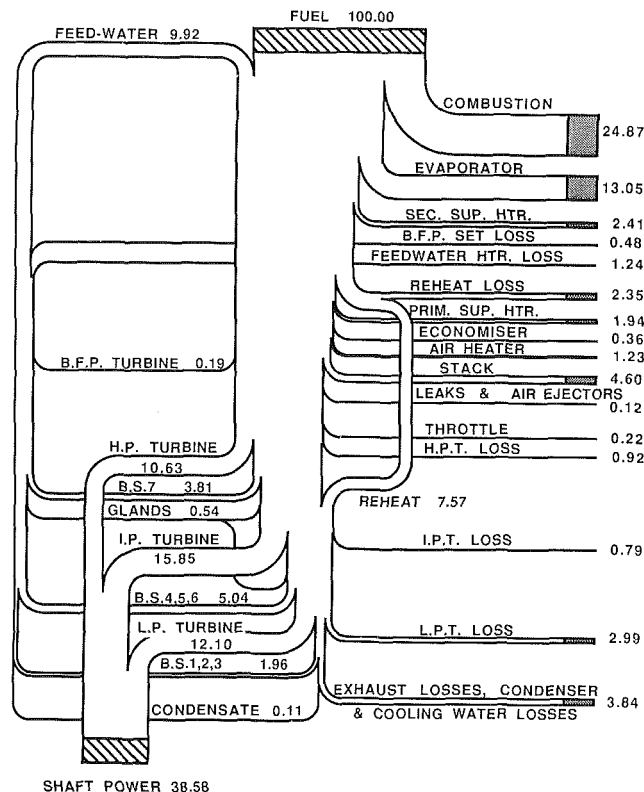 FUEL 100.00
FEED-WATER 9.92
COMBUSTION
24.87
EVAPORATOR
13.05
SEC. SUP. HTR.
2.41
B.F.P. SET LOSS
0.48
FEEDWATER HTR. LOSS
1.24
REHEAT LOSS
2.35
PRIM. SUP. HTR.
1.94
ECONOMISER
0.36
AIR HEATER
1.23
STACK
4.60
LEAKS & AIR EJECTORS
0.12
B.F.P. TURBINE 0.19
THROTTLE
0.22
H.P.T. LOSS
0.92
H.P. TURBINE
10.63
B.S.7 3.81
REHEAT 7.57
GLANDS 0.54
I.P. TURBINE
15.85
I.P.T. LOSS
0.79
B.S.4,5,6 5.04
L.P. TURBINE
12.10
L.P.T. LOSS
2.99
B.S.1,2,3 1.96
EXHAUST LOSSES, CONDENSER
& COOLING WATER LOSSES
3.84
CONDENSATE 0.11
SHAFT POWER 38.58